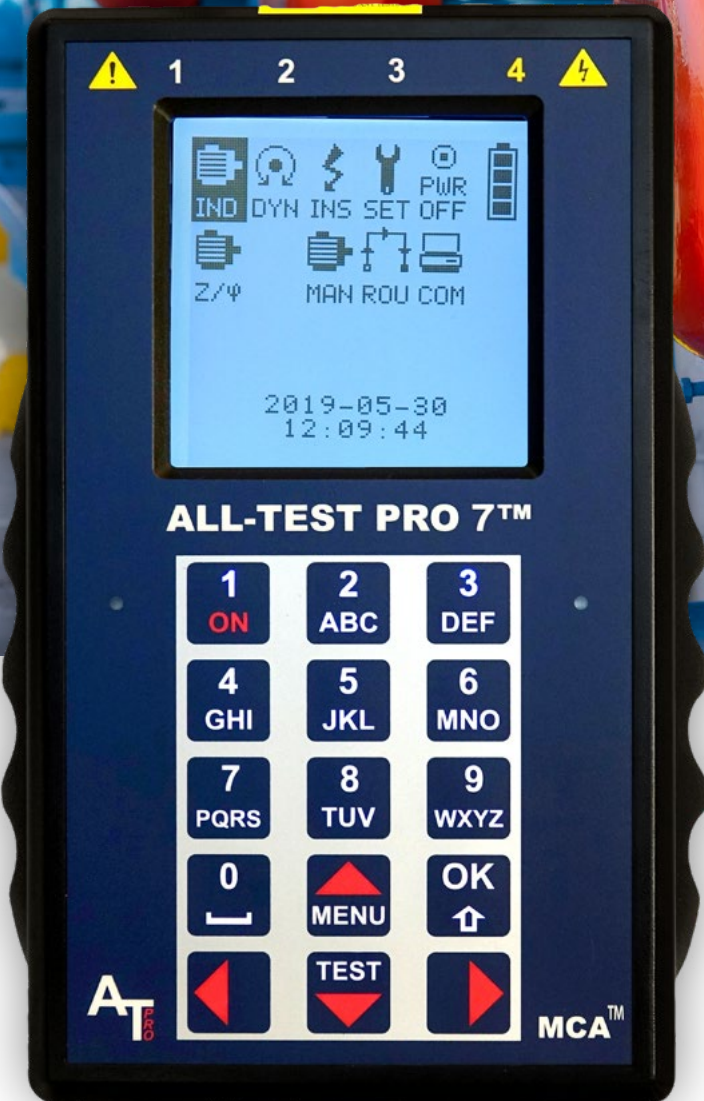 1 2 3 4
IND DYN INS SET PWR OFF
Z/φ MAN ROU COM
2019-05-30
12:09:44
ALL-TEST PRO 7™
1 2 3
ON ABC DEF
4 5 6
GHI JKL MNO
7 8 9
PQRS TUV WXYZ
0 OK
MENU
TEST
ATPRO MCA™